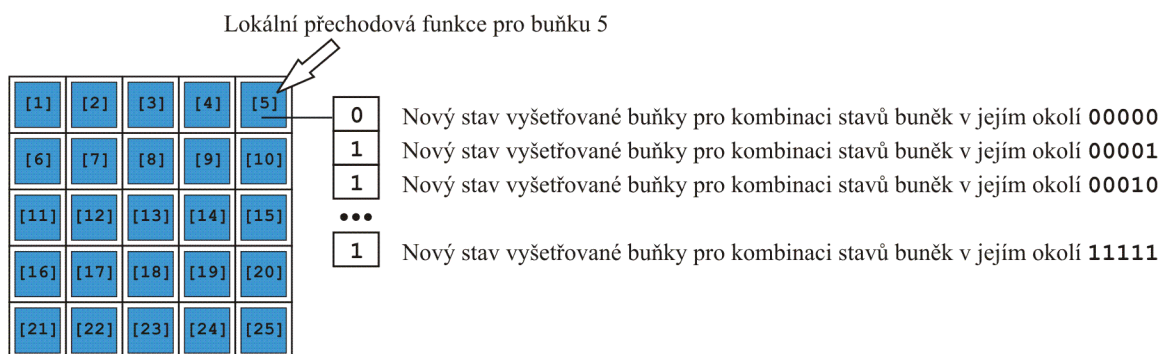 Lokální přechodová funkce pro buňku 5
[1] [2] [3] [4] [5]
0 Nový stav vyšetřované buňky pro kombinaci stavů buněk v jejím okolí 00000
[6] [7] [8] [9] [10]
1 Nový stav vyšetřované buňky pro kombinaci stavů buněk v jejím okolí 00001
1 Nový stav vyšetřované buňky pro kombinaci stavů buněk v jejím okolí 00010
[11] [12] [13] [14] [15]
•••
1 Nový stav vyšetřované buňky pro kombinaci stavů buněk v jejím okolí 11111
[16] [17] [18] [19] [20]
[21] [22] [23] [24] [25]